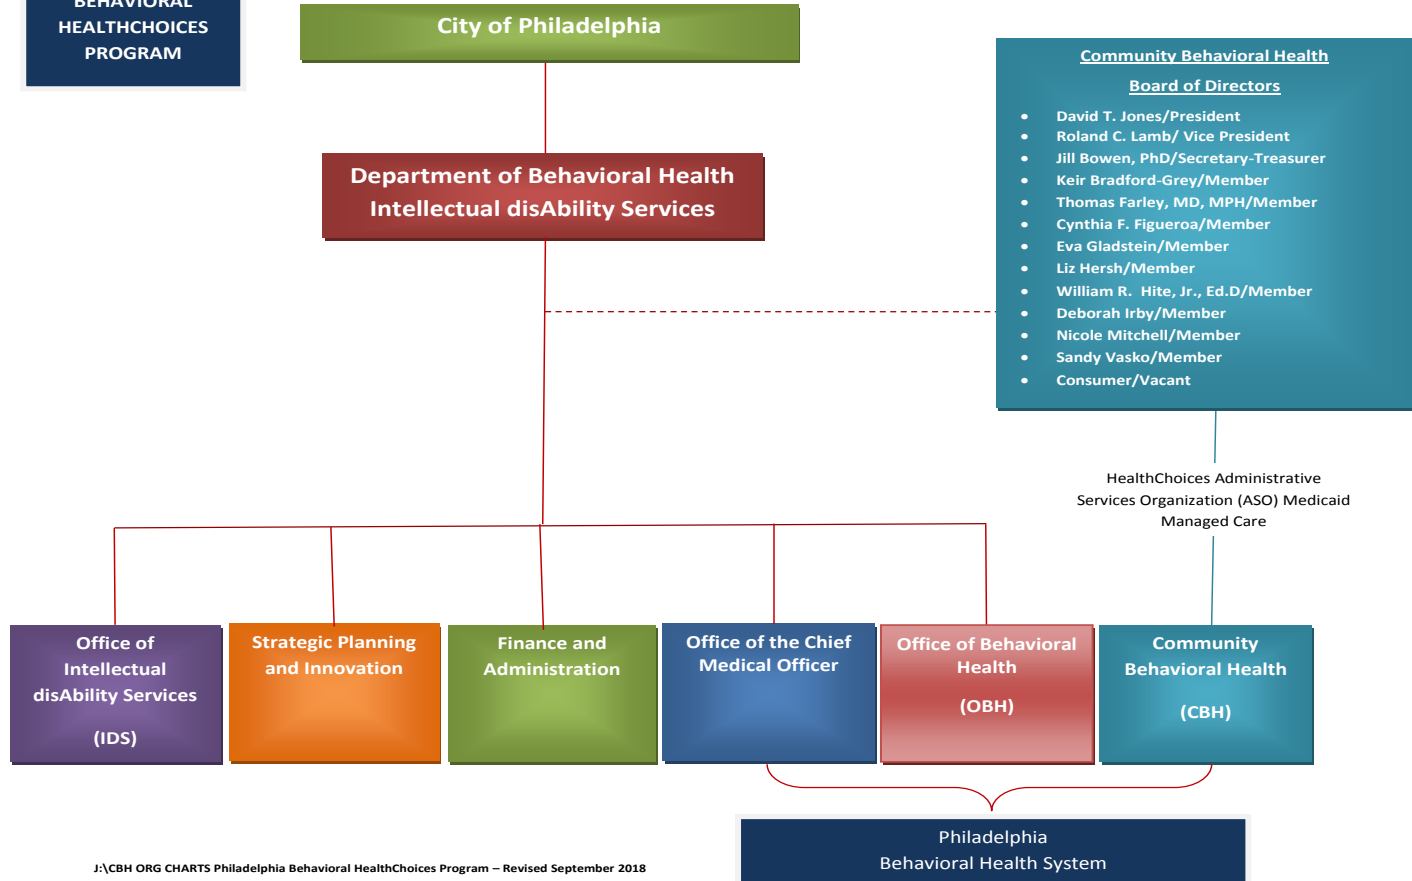 BEHAVIORAL
HEALTHCHOICES
PROGRAM
City of Philadelphia
Department of Behavioral Health
Intellectual disAbility Services
Community Behavioral Health
Board of Directors
• David T. Jones/President
• Roland C. Lamb/ Vice President
• Jill Bowen, PhD/Secretary-Treasurer
• Keir Bradford-Grey/Member
• Thomas Farley, MD, MPH/Member
• Cynthia F. Figueroa/Member
• Eva Gladstein/Member
• Liz Hersh/Member
• William R.  Hite, Jr., Ed.D/Member
• Deborah Irby/Member
• Nicole Mitchell/Member
• Sandy Vasko/Member
• Consumer/Vacant
HealthChoices Administrative
Services Organization (ASO) Medicaid
Managed Care
Office of
Intellectual
disAbility Services
(IDS)
Strategic Planning
and Innovation
Finance and
Administration
Office of the Chief
Medical Officer
Office of Behavioral
Health
(OBH)
Community
Behavioral Health
(CBH)
Philadelphia
Behavioral Health System
J:\CBH ORG CHARTS Philadelphia Behavioral HealthChoices Program – Revised September 2018